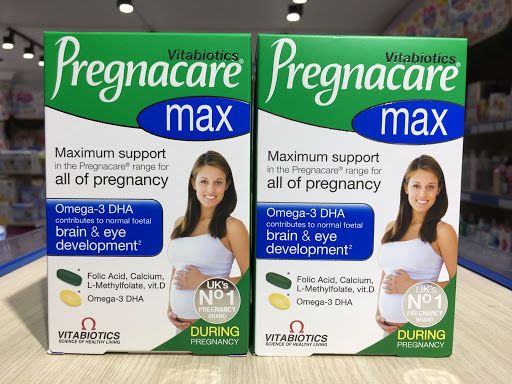 Vitabiotics
Pregnacare®
max
Maximum support
in the Pregnacare® range for
all of pregnancy
Omega-3 DHA
contributes to normal foetal
brain & eye
development²
Folic Acid, Calcium,
L-Methylfolate, vit.D
Omega-3 DHA
UK's
No1
PREGNANCY
BRAND
VITABIOTICS
SCIENCE OF HEALTHY LIVING
DURING
PREGNANCY
Vitabiotics
Pregnacare®
max
Maximum support
in the Pregnacare® range for
all of pregnancy
Omega-3 DHA
contributes to normal foetal
brain & eye
development²
Folic Acid, Calcium,
L-Methylfolate, vit.D
Omega-3 DHA
UK's
No1
PREGNANCY
BRAND
VITABIOTICS
SCIENCE OF HEALTHY LIVING
DURING
PREGNANCY